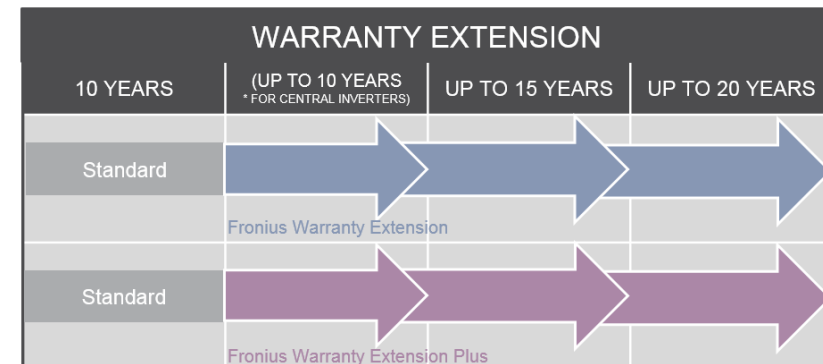 WARRANTY EXTENSION
10 YEARS
(UP TO 10 YEARS
* FOR CENTRAL INVERTERS)
UP TO 15 YEARS
UP TO 20 YEARS
Standard
Fronius Warranty Extension
Standard
Fronius Warranty Extension Plus